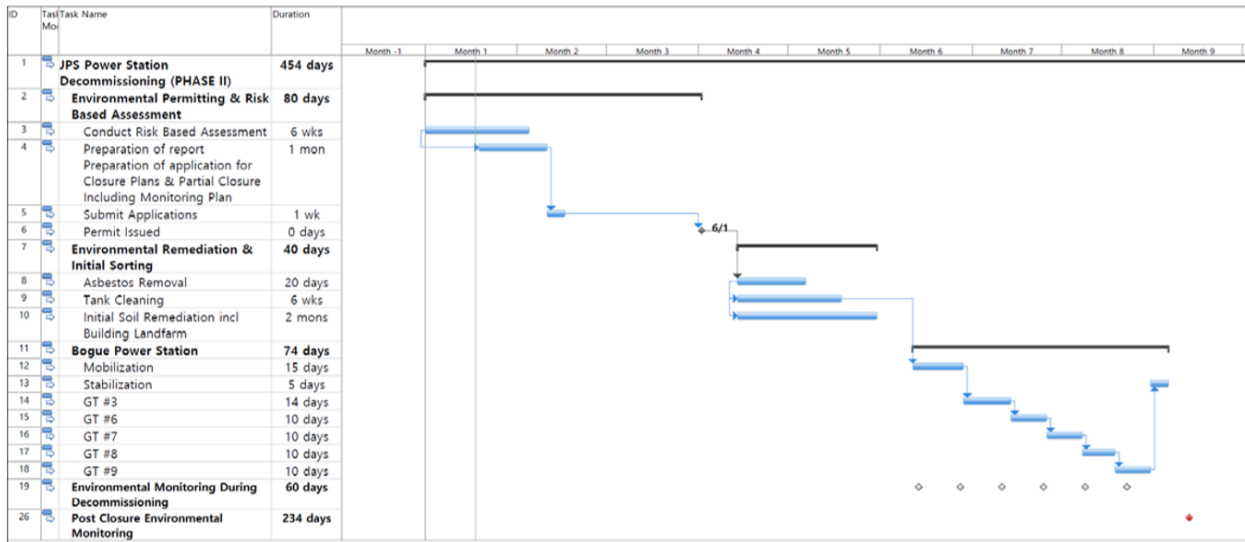 ID Task Mo Task Name Duration
Month -1 Month 1 Month 2 Month 3 Month 4 Month 5 Month 6 Month 7 Month 8 Month 9
1 JPS Power Station 454 days
Decommissioning (PHASE II)
2 Environmental Permitting & Risk 80 days
Based Assessment
3 Conduct Risk Based Assessment 6 wks
4 Preparation of report 1 mon
Preparation of application for
Closure Plans & Partial Closure
Including Monitoring Plan
5 Submit Applications 1 wk
6 Permit Issued 0 days 6/1
7 Environmental Remediation & 40 days
Initial Sorting
8 Asbestos Removal 20 days
9 Tank Cleaning 6 wks
10 Initial Soil Remediation incl 2 mons
Building Landfarm
11 Bogue Power Station 74 days
12 Mobilization 15 days
13 Stabilization 5 days
14 GT #3 14 days
15 GT #6 10 days
16 GT #7 10 days
17 GT #8 10 days
18 GT #9 10 days
19 Environmental Monitoring During 60 days
Decommissioning
26 Post Closure Environmental 234 days
Monitoring